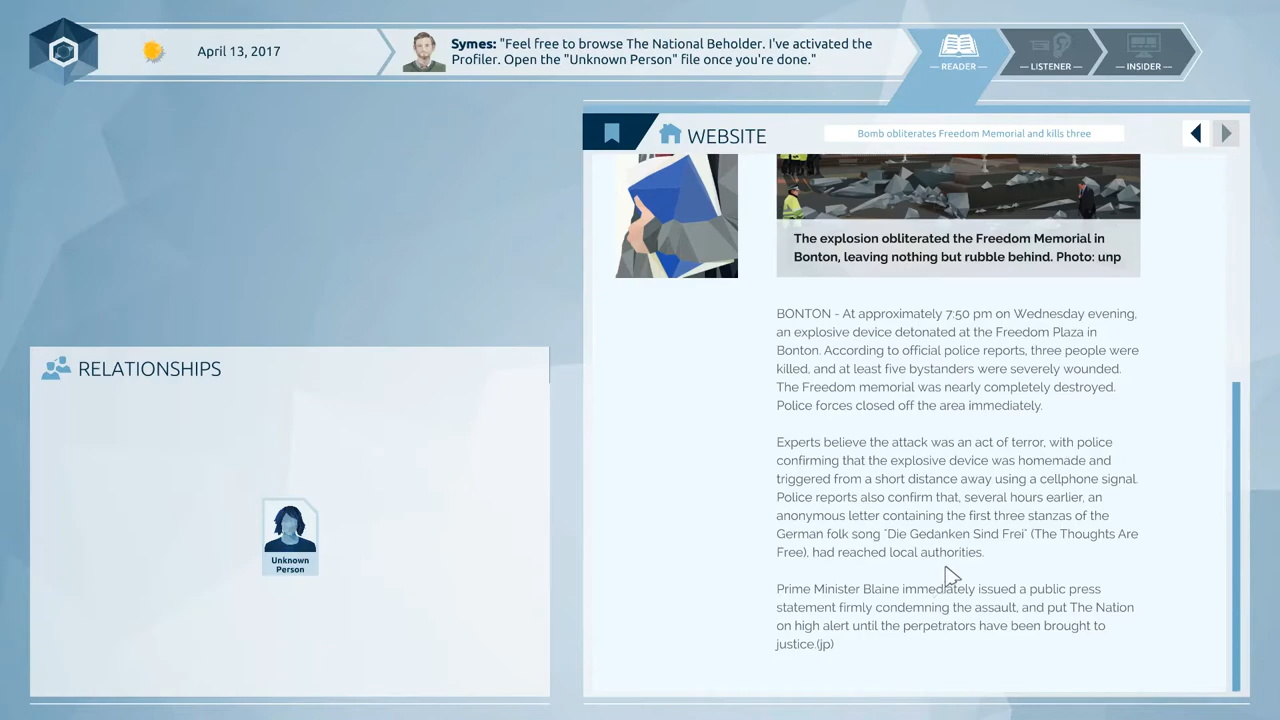 April 13, 2017
Symes: "Feel free to browse The National Beholder. I've activated the
Profiler. Open the "Unknown Person" file once you're done."
— READER —
— LISTENER —
— INSIDER —
WEBSITE
Bomb obliterates Freedom Memorial and kills three
The explosion obliterated the Freedom Memorial in
Bonton, leaving nothing but rubble behind. Photo: unp
BONTON - At approximately 7:50 pm on Wednesday evening,
an explosive device detonated at the Freedom Plaza in
Bonton. According to official police reports, three people were
killed, and at least five bystanders were severely wounded.
The Freedom memorial was nearly completely destroyed.
Police forces closed off the area immediately.
Experts believe the attack was an act of terror, with police
confirming that the explosive device was homemade and
triggered from a short distance away using a cellphone signal.
Police reports also confirm that, several hours earlier, an
anonymous letter containing the first three stanzas of the
German folk song "Die Gedanken Sind Frei" (The Thoughts Are
Free), had reached local authorities.
Prime Minister Blaine immediately issued a public press
statement firmly condemning the assault, and put The Nation
on high alert until the perpetrators have been brought to
justice.(jp)
RELATIONSHIPS
Unknown
Person